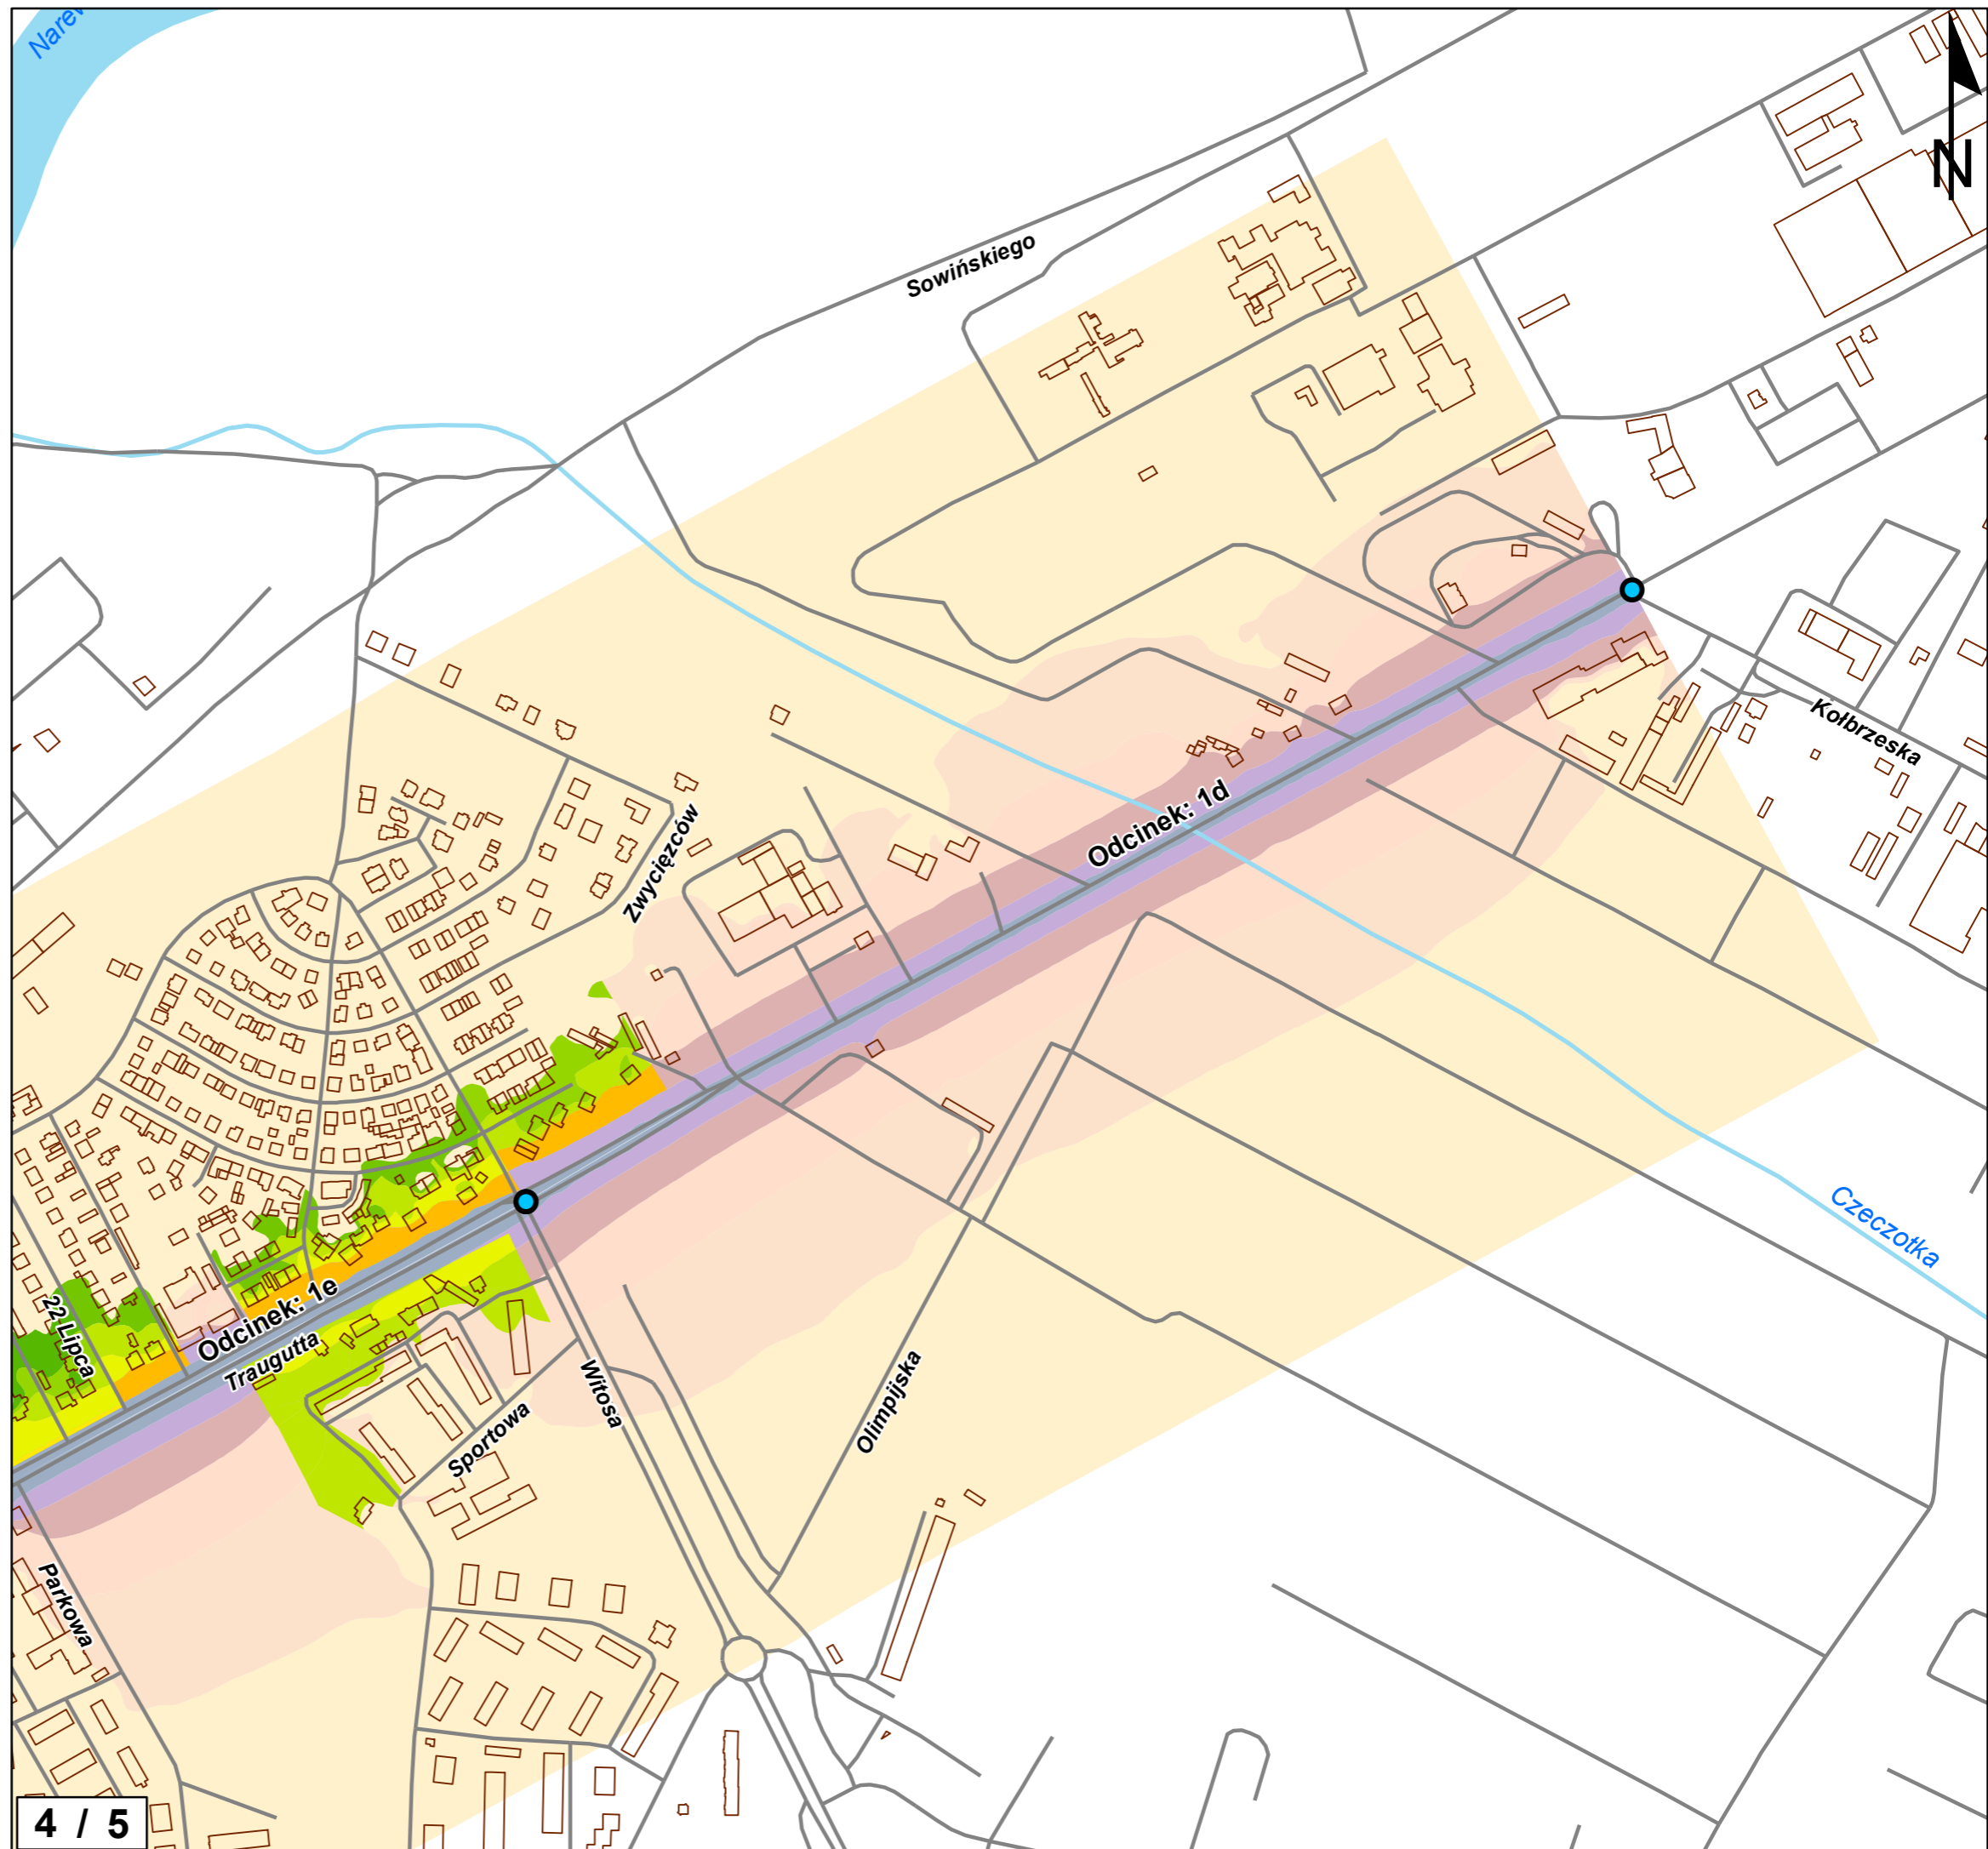 Narew
N
Sowińskiego
Kołbrzeska
Odcinek: 1d
Zwycięzców
Czeczotka
Odcinek: 1e
22 Lipca
Traugutta
Witosa
Olimpijska
Sportowa
Parkowa
4 / 5